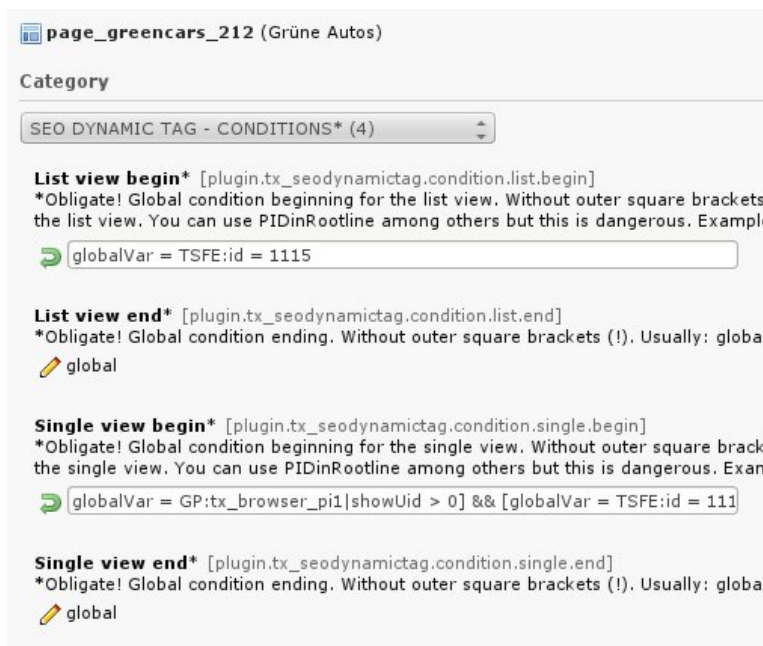 page_greencars_212 (Grüne Autos)
Category
SEO DYNAMIC TAG - CONDITIONS* (4)
List view begin* [plugin.tx_seodynamictag.condition.list.begin]
*Obligate! Global condition beginning for the list view. Without outer square brackets
the list view. You can use PIDinRootline among others but this is dangerous. Exampl
globalVar = TSFE:id = 1115
List view end* [plugin.tx_seodynamictag.condition.list.end]
*Obligate! Global condition ending. Without outer square brackets (!). Usually: globa
global
Single view begin* [plugin.tx_seodynamictag.condition.single.begin]
*Obligate! Global condition beginning for the single view. Without outer square brack
the single view. You can use PIDinRootline among others but this is dangerous. Exan
globalVar = GP:tx_browser_pi1|showUid > 0] && [globalVar = TSFE:id = 111
Single view end* [plugin.tx_seodynamictag.condition.single.end]
*Obligate! Global condition ending. Without outer square brackets (!). Usually: globa
global